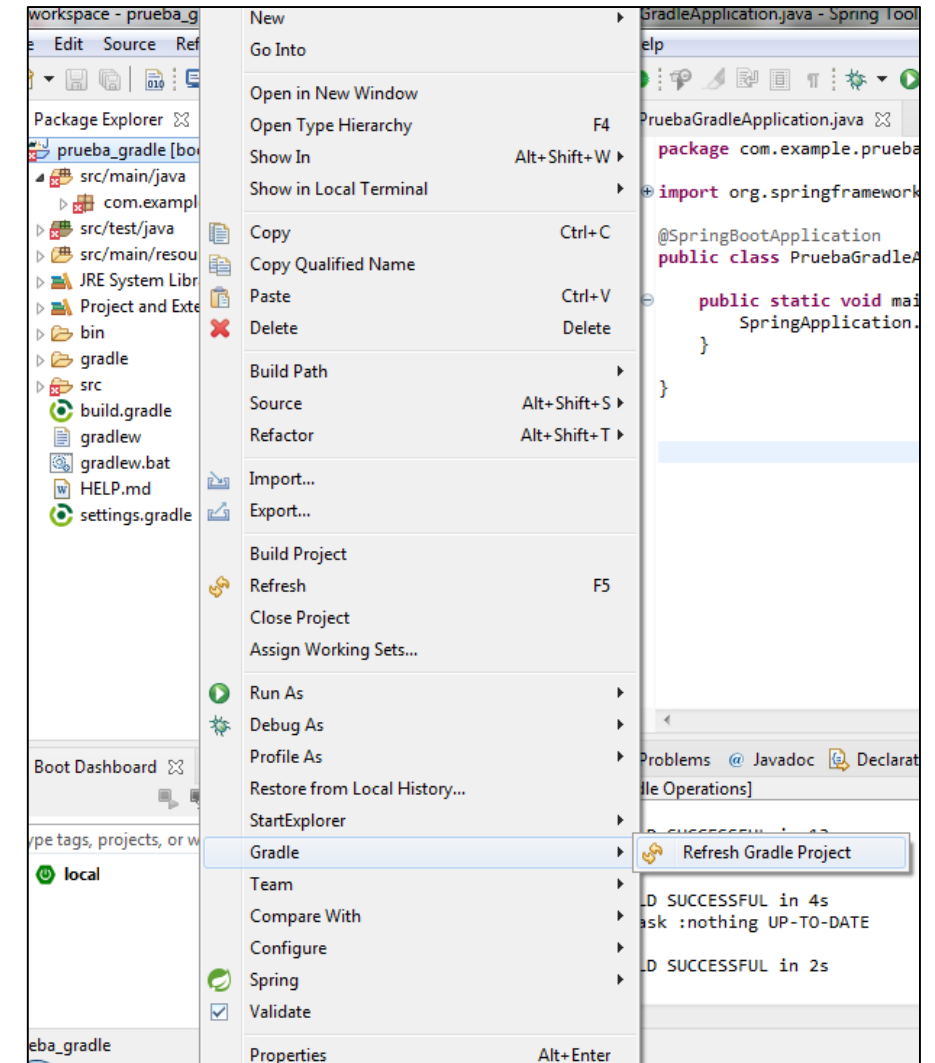 workspace - prueba_g
GradleApplication.java - Spring Tool
Edit Source Ref
elp
Package Explorer
prueba_gradle [boo
src/main/java
com.exampl
src/test/java
src/main/resou
JRE System Libr
Project and Exte
bin
gradle
src
build.gradle
gradlew
gradlew.bat
HELP.md
settings.gradle
Boot Dashboard
ype tags, projects, or w
local
eba_gradle
New
Go Into
Open in New Window
Open Type Hierarchy F4
Show In Alt+Shift+W
Show in Local Terminal
Copy Ctrl+C
Copy Qualified Name
Paste Ctrl+V
Delete Delete
Build Path
Source Alt+Shift+S
Refactor Alt+Shift+T
Import...
Export...
Build Project
Refresh F5
Close Project
Assign Working Sets...
Run As
Debug As
Profile As
Restore from Local History...
StartExplorer
Gradle
Team
Compare With
Configure
Spring
Validate
Properties Alt+Enter
Refresh Gradle Project
PruebaGradleApplication.java
package com.example.prueba
import org.springframework
@SpringBootApplication
public class PruebaGradleA
public static void mai
SpringApplication.
}
}
Problems @ Javadoc Declarat
dle Operations]
LD SUCCESSFUL in 4s
ask :nothing UP-TO-DATE
LD SUCCESSFUL in 2s